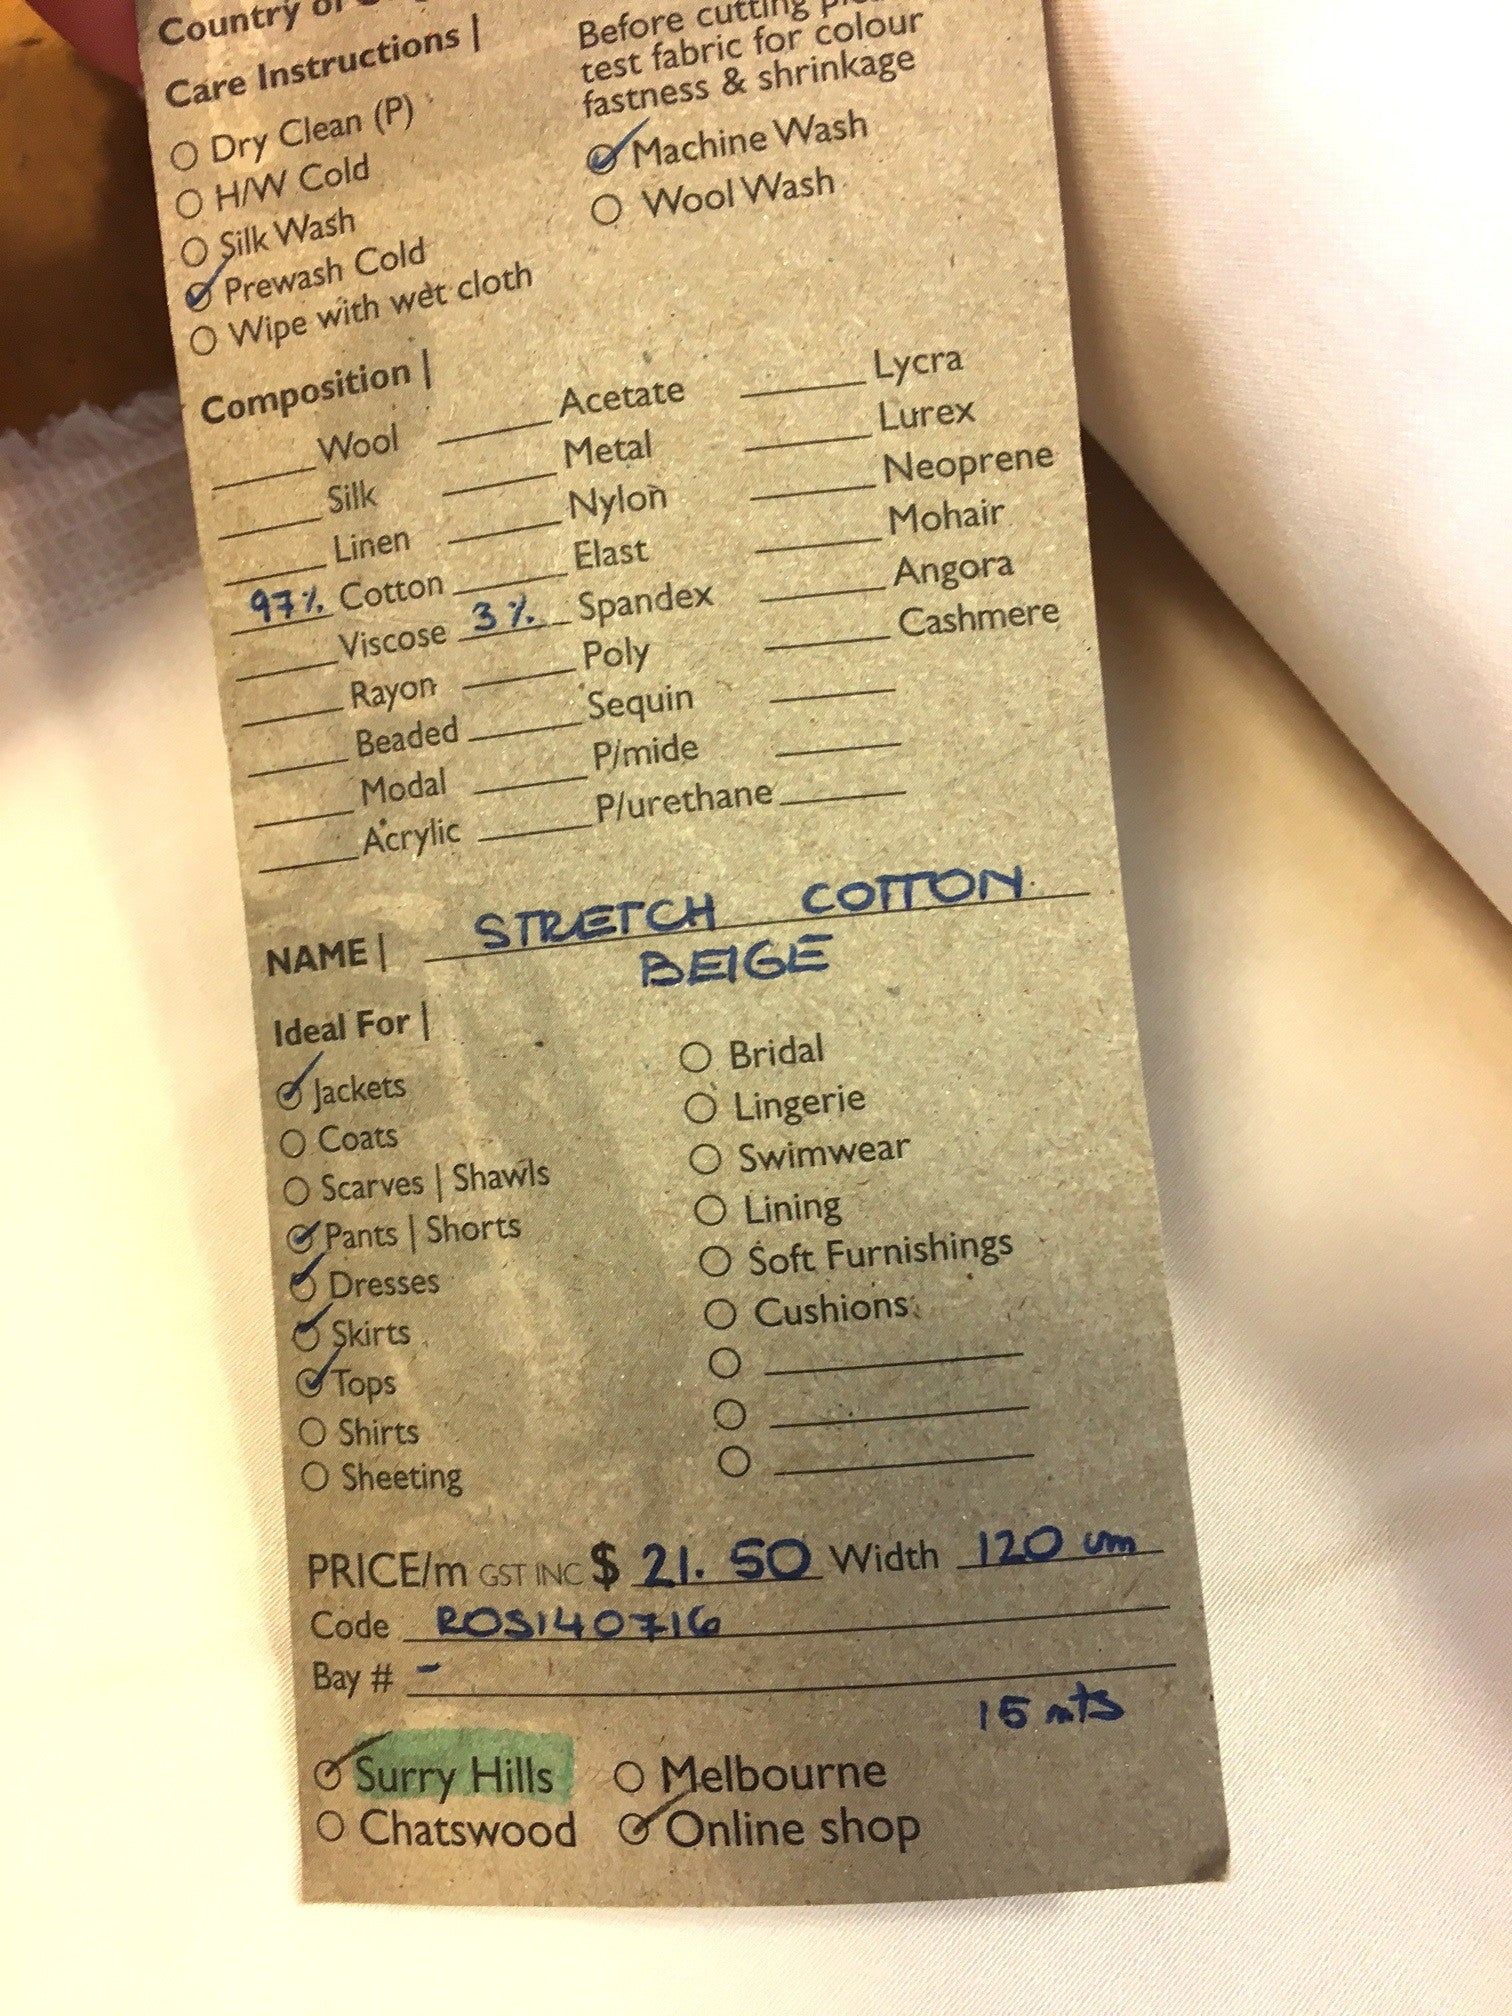 Country of
Care Instructions | Before cutting
test fabric for colour
fastness & shrinkage
Dry Clean (P) Machine Wash
H/W Cold Wool Wash
Silk Wash
Prewash Cold
Wipe with wet cloth
Composition |
Wool Acetate Lycra
Silk Metal Lurex
Linen Nylon Neoprene
97% Cotton Elast Mohair
Viscose 3% Spandex Angora
Rayon Poly Cashmere
Beaded Sequin
Modal P/mide
Acrylic P/urethane
NAME | STRETCH COTTON
BEIGE
Ideal For |
Jackets Bridal
Coats Lingerie
Scarves | Shawls Swimwear
Pants | Shorts Lining
Dresses Soft Furnishings
Skirts Cushions
Tops
Shirts
Sheeting
PRICE/m GST INC $ 21.50 Width 120 cm
Code ROS140716
Bay # -
15 mts
Surry Hills Melbourne
Chatswood Online shop